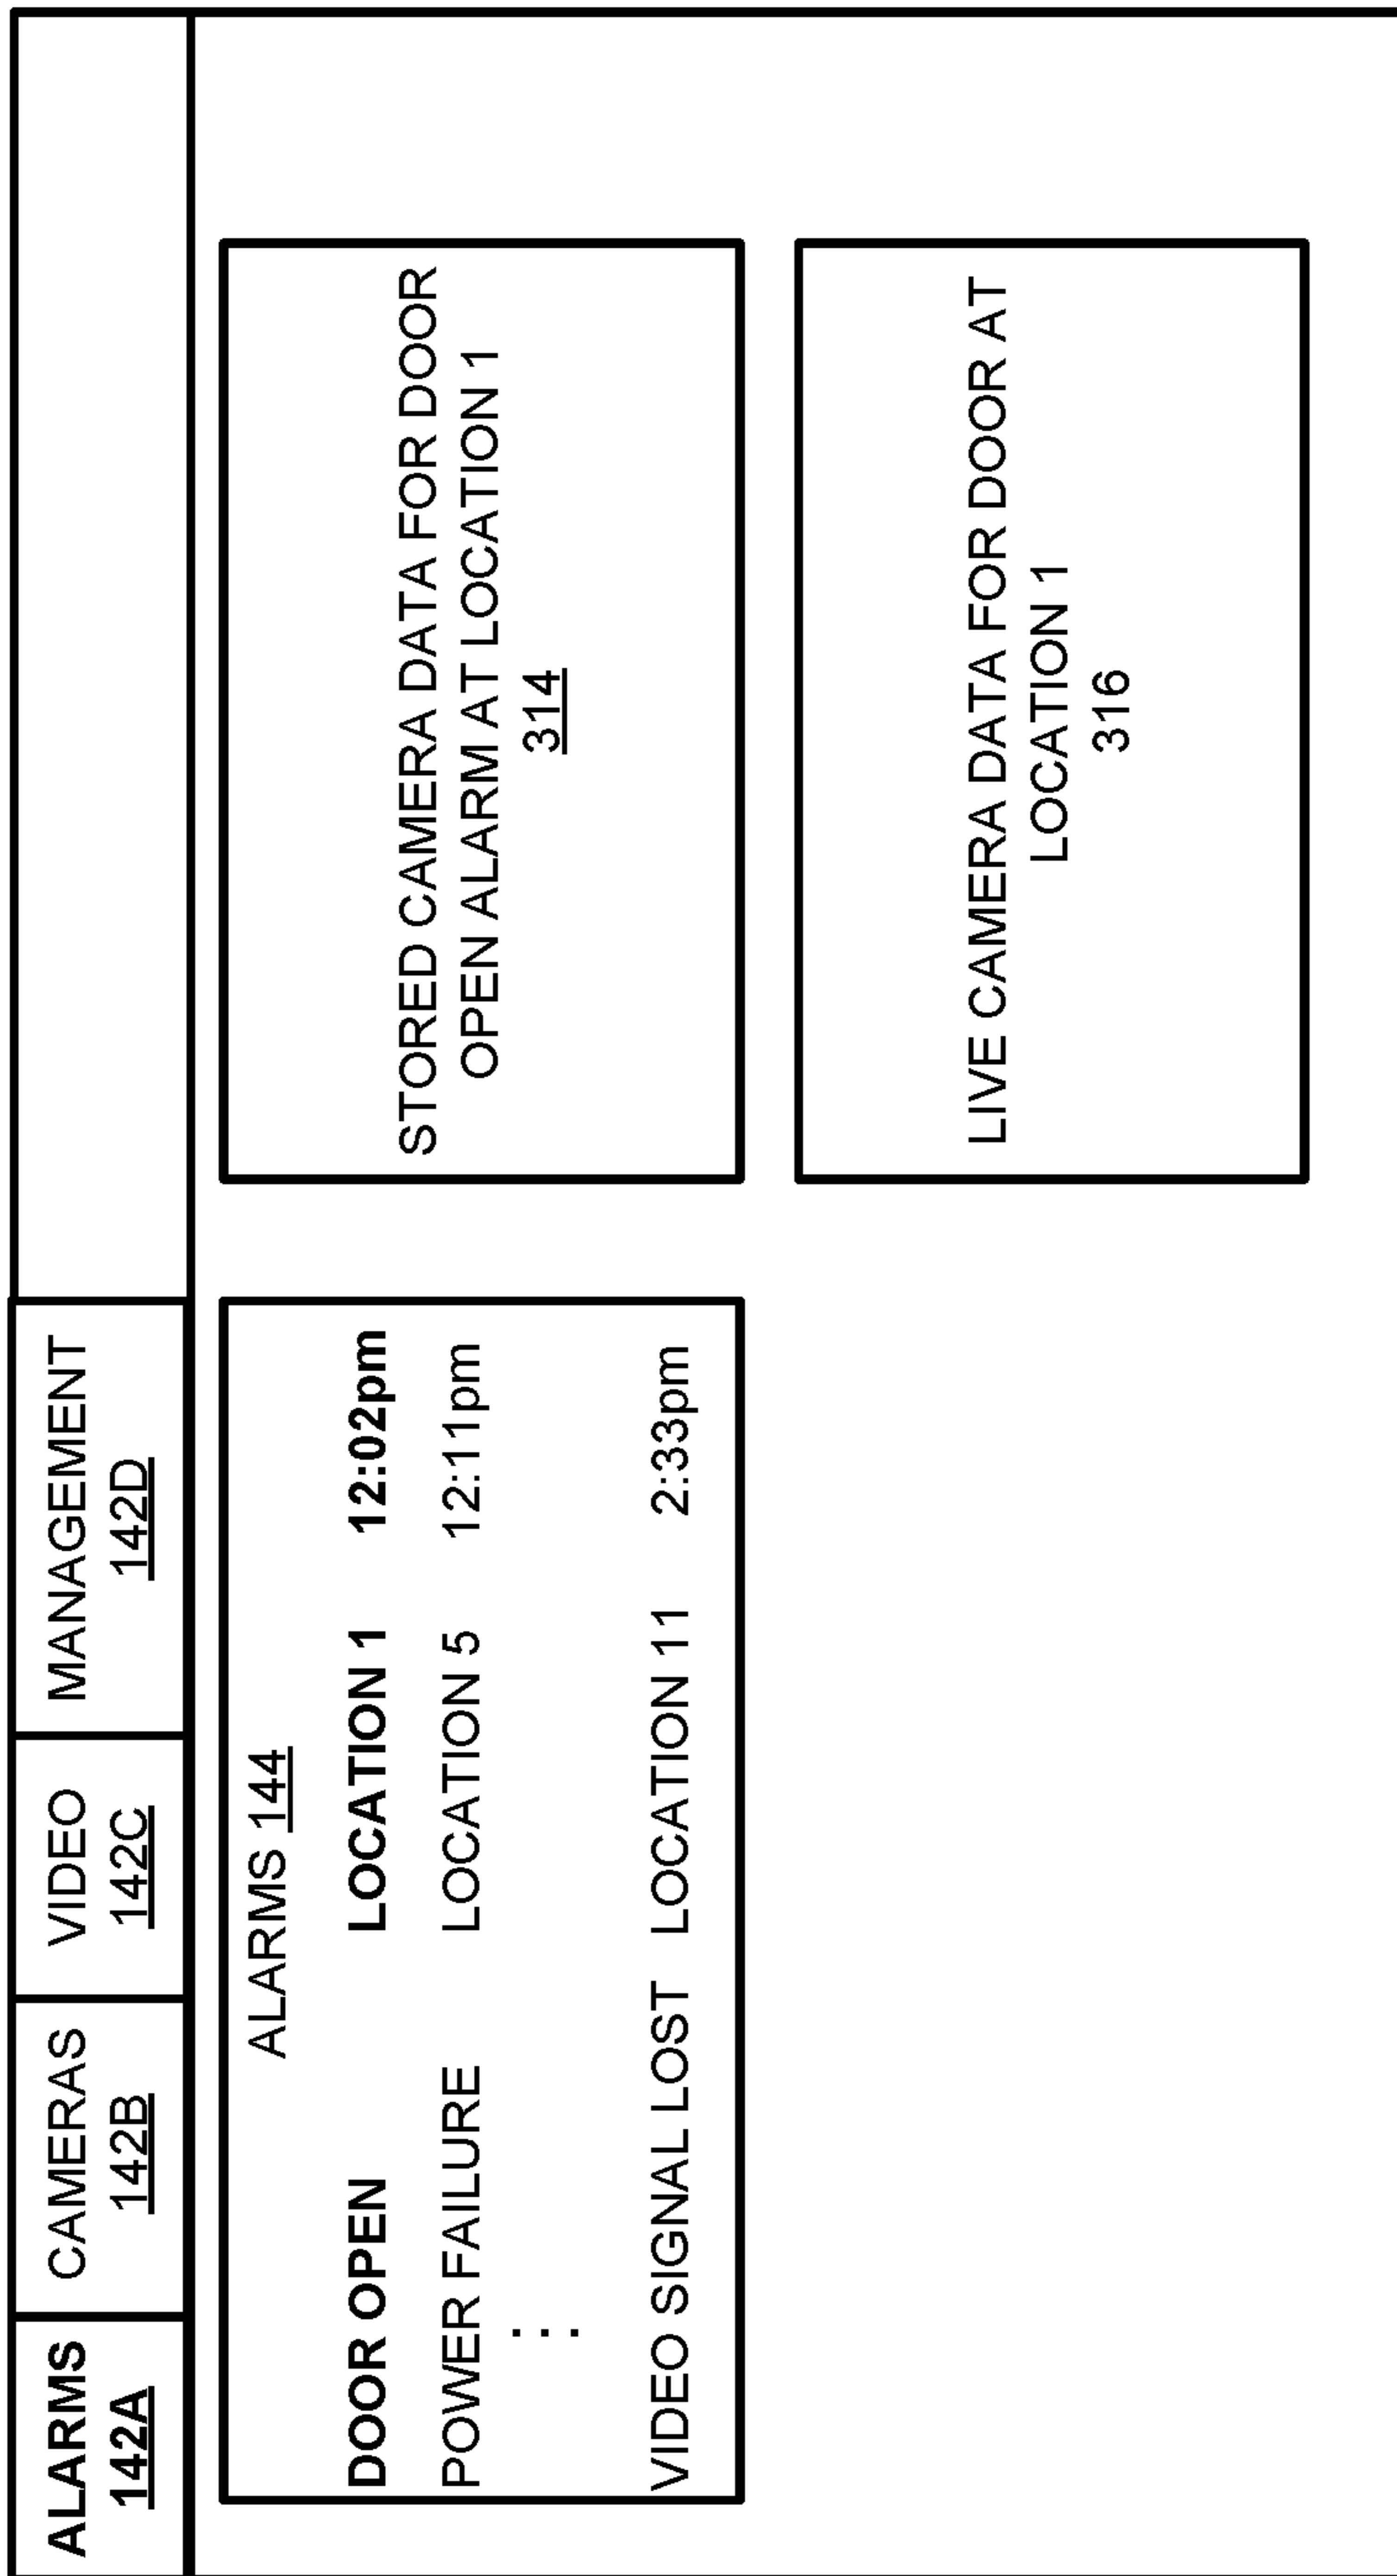 ALARMS
142A
CAMERAS
142B
VIDEO
142C
MANAGEMENT
142D
ALARMS 144
DOOR OPEN LOCATION 1 12:02pm
POWER FAILURE LOCATION 5 12:11pm
VIDEO SIGNAL LOST LOCATION 11 2:33pm
STORED CAMERA DATA FOR DOOR
OPEN ALARM AT LOCATION 1
314
LIVE CAMERA DATA FOR DOOR AT
LOCATION 1
316